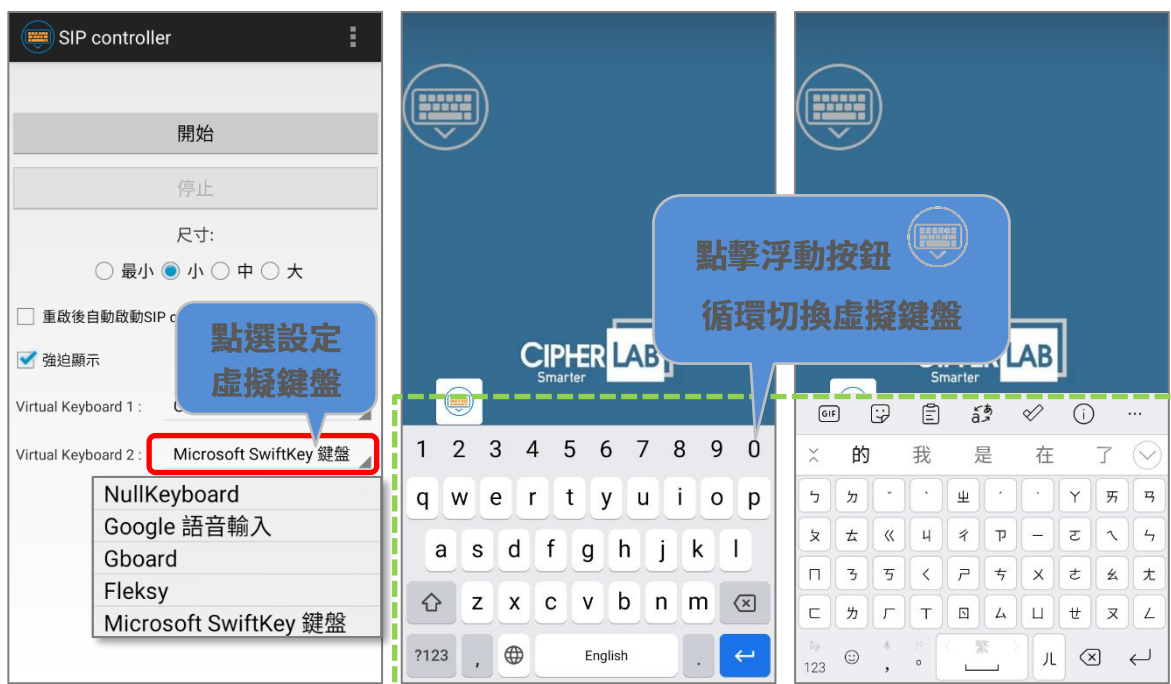 SIP controller
開始
停止
尺寸:
最小 小 中 大
重啟後自動啟動SIP
強迫顯示
Virtual Keyboard 1 :
Virtual Keyboard 2 : Microsoft SwiftKey 鍵盤
NullKeyboard
Google 語音輸入
Gboard
Fleksy
Microsoft SwiftKey 鍵盤
點選設定
虛擬鍵盤
CIPHER LAB
Smarter
1 2 3 4 5 6 7 8 9 0
q w e r t y u i o p
a s d f g h j k l
z x c v b n m
?123 , English .
點擊浮動按鈕
循環切換虛擬鍵盤
LAB
Smarter
GIF
的 我 是 在 了
ㄅ ㄉ ˇ ˋ ㄓ ˊ ˙ ㄚ ㄞ ㄢ
ㄆ ㄊ ㄍ ㄐ ㄔ ㄗ ㄧ ㄛ ㄟ ㄣ
ㄇ ㄋ ㄎ ㄑ ㄕ ㄘ ㄨ ㄜ ㄠ ㄤ
ㄈ ㄌ ㄏ ㄒ ㄖ ㄙ ㄩ ㄝ ㄡ ㄥ
123 , 。 繁 ㄦ